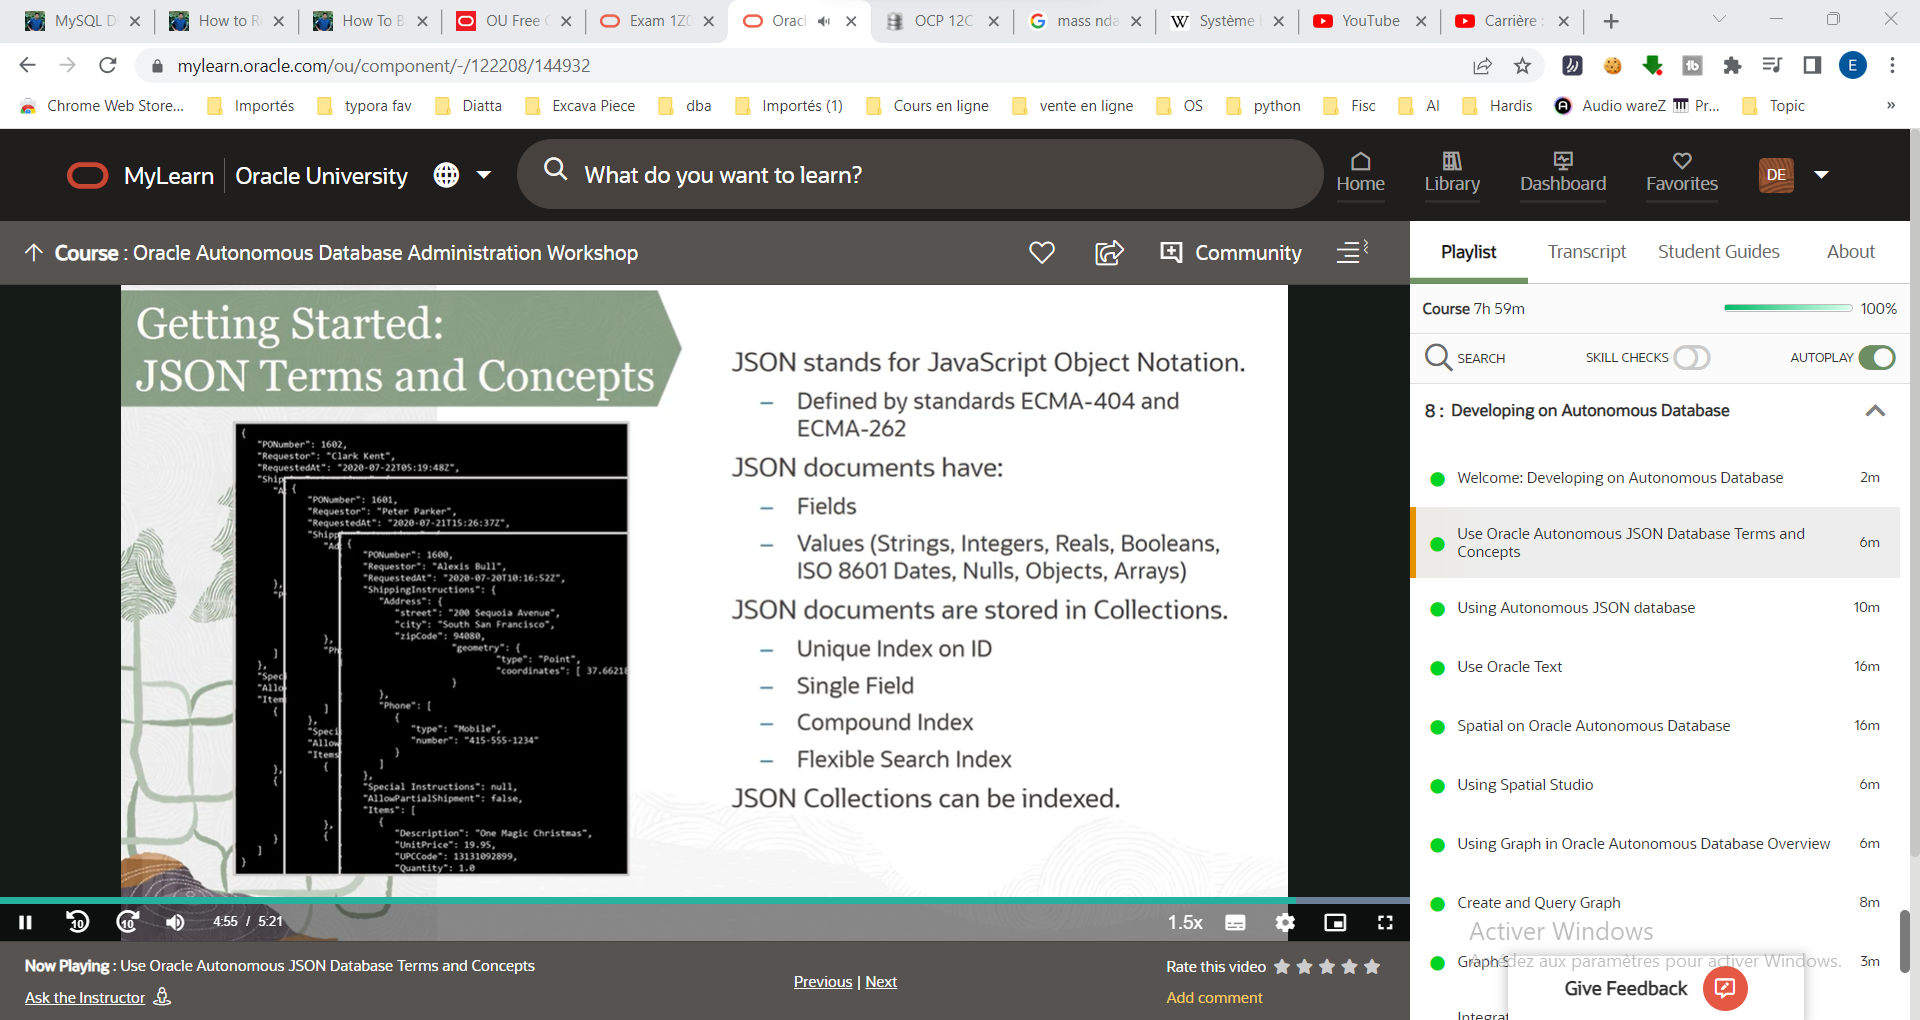 MySQL D
How to R
How To B
OU Free C
Exam 1Z0
Oracl
OCP 12C
mass nda
Système
YouTube
Carrière :
mylearn.oracle.com/ou/component/-/122208/144932
E
Chrome Web Store...
Importés
typora fav
Diatta
Excava Piece
dba
Importés (1)
Cours en ligne
vente en ligne
OS
python
Fisc
AI
Hardis
Audio wareZ
Pr...
Topic
»
MyLearn
Oracle University
What do you want to learn?
Home
Library
Dashboard
Favorites
DE
Course : Oracle Autonomous Database Administration Workshop
Community
Getting Started:
JSON Terms and Concepts
{
"PONumber": 1602,
"Requestor": "Clark Kent",
"RequestedAt": "2020-07-22T05:19:48Z",
"Ship
"A
{
"PONumber": 1601,
"Requestor": "Peter Parker",
"RequestedAt": "2020-07-21T15:26:37Z",
"Shipp
"Ad
{
"PONumber": 1600,
"Requestor": "Alexis Bull",
"RequestedAt": "2020-07-20T10:16:52Z",
"ShippingInstructions": {
"Address": {
"street": "200 Sequoia Avenue",
"city": "South San Francisco",
"zipCode": 94080,
"geometry": {
"type": "Point",
"coordinates": [ 37.66218
}
},
"Phone": [
{
"type": "Mobile",
"number": "415-555-1234"
}
]
},
"Special Instructions": null,
"AllowPartialShipment": false,
"Items": [
{
"Description": "One Magic Christmas",
"UnitPrice": 19.95,
"UPCCode": 13131092899,
"Quantity": 1.0
JSON stands for JavaScript Object Notation.
– Defined by standards ECMA-404 and
ECMA-262
JSON documents have:
– Fields
– Values (Strings, Integers, Reals, Booleans,
ISO 8601 Dates, Nulls, Objects, Arrays)
JSON documents are stored in Collections.
– Unique Index on ID
– Single Field
– Compound Index
– Flexible Search Index
JSON Collections can be indexed.
10
10
4:55 / 5:21
1.5x
Now Playing : Use Oracle Autonomous JSON Database Terms and Concepts
Ask the Instructor
Previous | Next
Rate this video
Add comment
Playlist
Transcript
Student Guides
About
Course 7h 59m
100%
SEARCH
SKILL CHECKS
AUTOPLAY
8 : Developing on Autonomous Database
Welcome: Developing on Autonomous Database 2m
Use Oracle Autonomous JSON Database Terms and
Concepts 6m
Using Autonomous JSON database 10m
Use Oracle Text 16m
Spatial on Oracle Autonomous Database 16m
Using Spatial Studio 6m
Using Graph in Oracle Autonomous Database Overview 6m
Create and Query Graph 8m
Activer Windows
Graph S 3m
aux paramètres pour activer Windows.
Give Feedback
Integrat